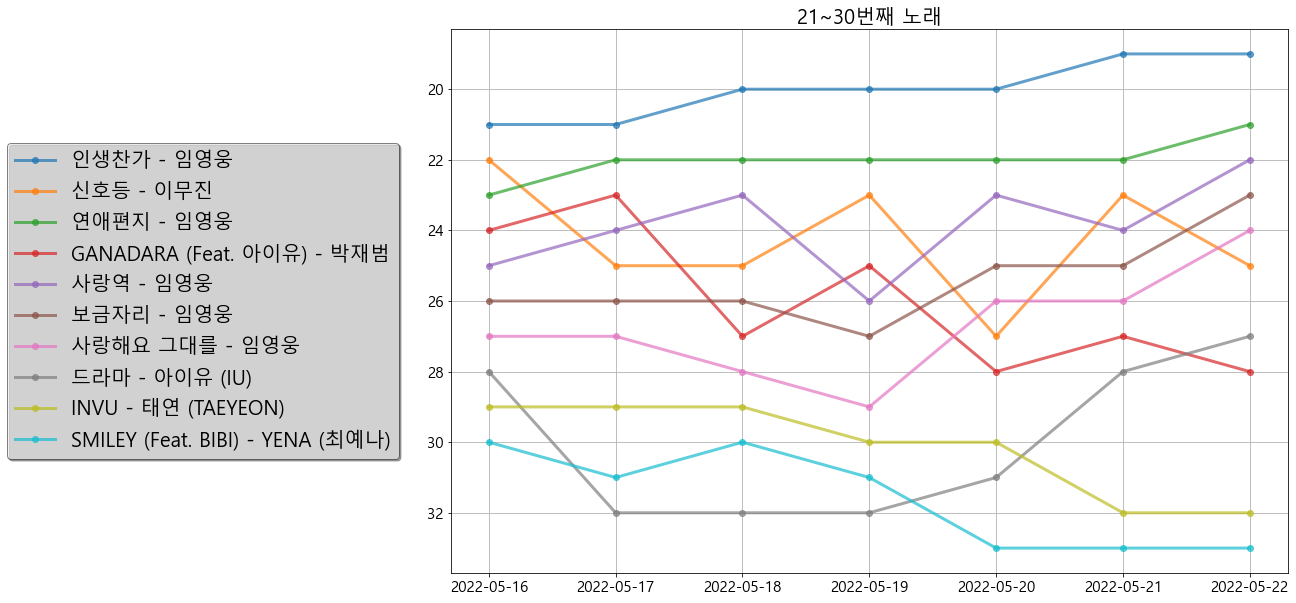 21~30번째 노래
인생찬가 - 임영웅
신호등 - 이무진
연애편지 - 임영웅
GANADARA (Feat. 아이유) - 박재범
사랑역 - 임영웅
보금자리 - 임영웅
사랑해요 그대를 - 임영웅
드라마 - 아이유 (IU)
INVU - 태연 (TAEYEON)
SMILEY (Feat. BIBI) - YENA (최예나)
20
22
24
26
28
30
32
2022-05-16 2022-05-17 2022-05-18 2022-05-19 2022-05-20 2022-05-21 2022-05-22